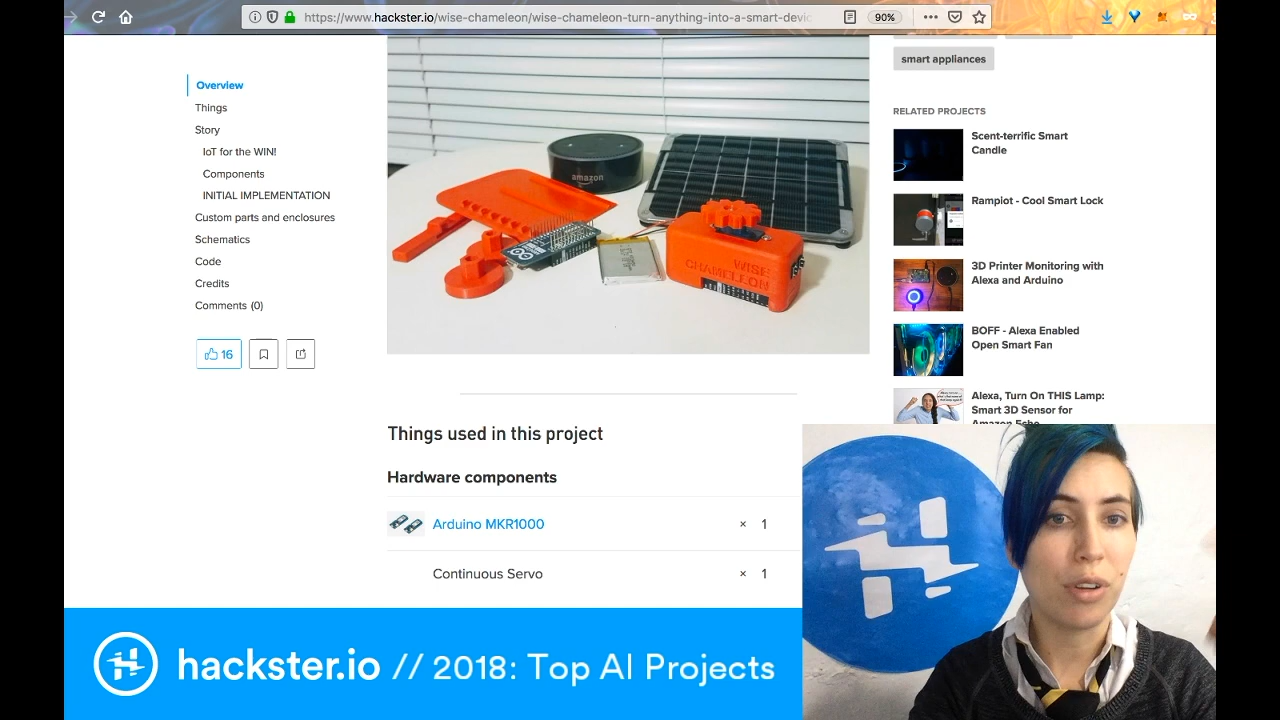 https://www.hackster.io/wise-chameleon/wise-chameleon-turn-anything-into-a-smart-devic
90%
smart appliances
Overview
Things
Story
IoT for the WIN!
Components
INITIAL IMPLEMENTATION
Custom parts and enclosures
Schematics
Code
Credits
Comments (0)
16
amazon
WISE
CHAMELEON
RELATED PROJECTS
Scent-terrific Smart
Candle
Rampiot - Cool Smart Lock
3D Printer Monitoring with
Alexa and Arduino
BOFF - Alexa Enabled
Open Smart Fan
Alexa, Turn On THIS Lamp:
Smart 3D Sensor for
Amazon Echo
Things used in this project
Hardware components
Arduino MKR1000 × 1
Continuous Servo × 1
hackster.io // 2018: Top AI Projects